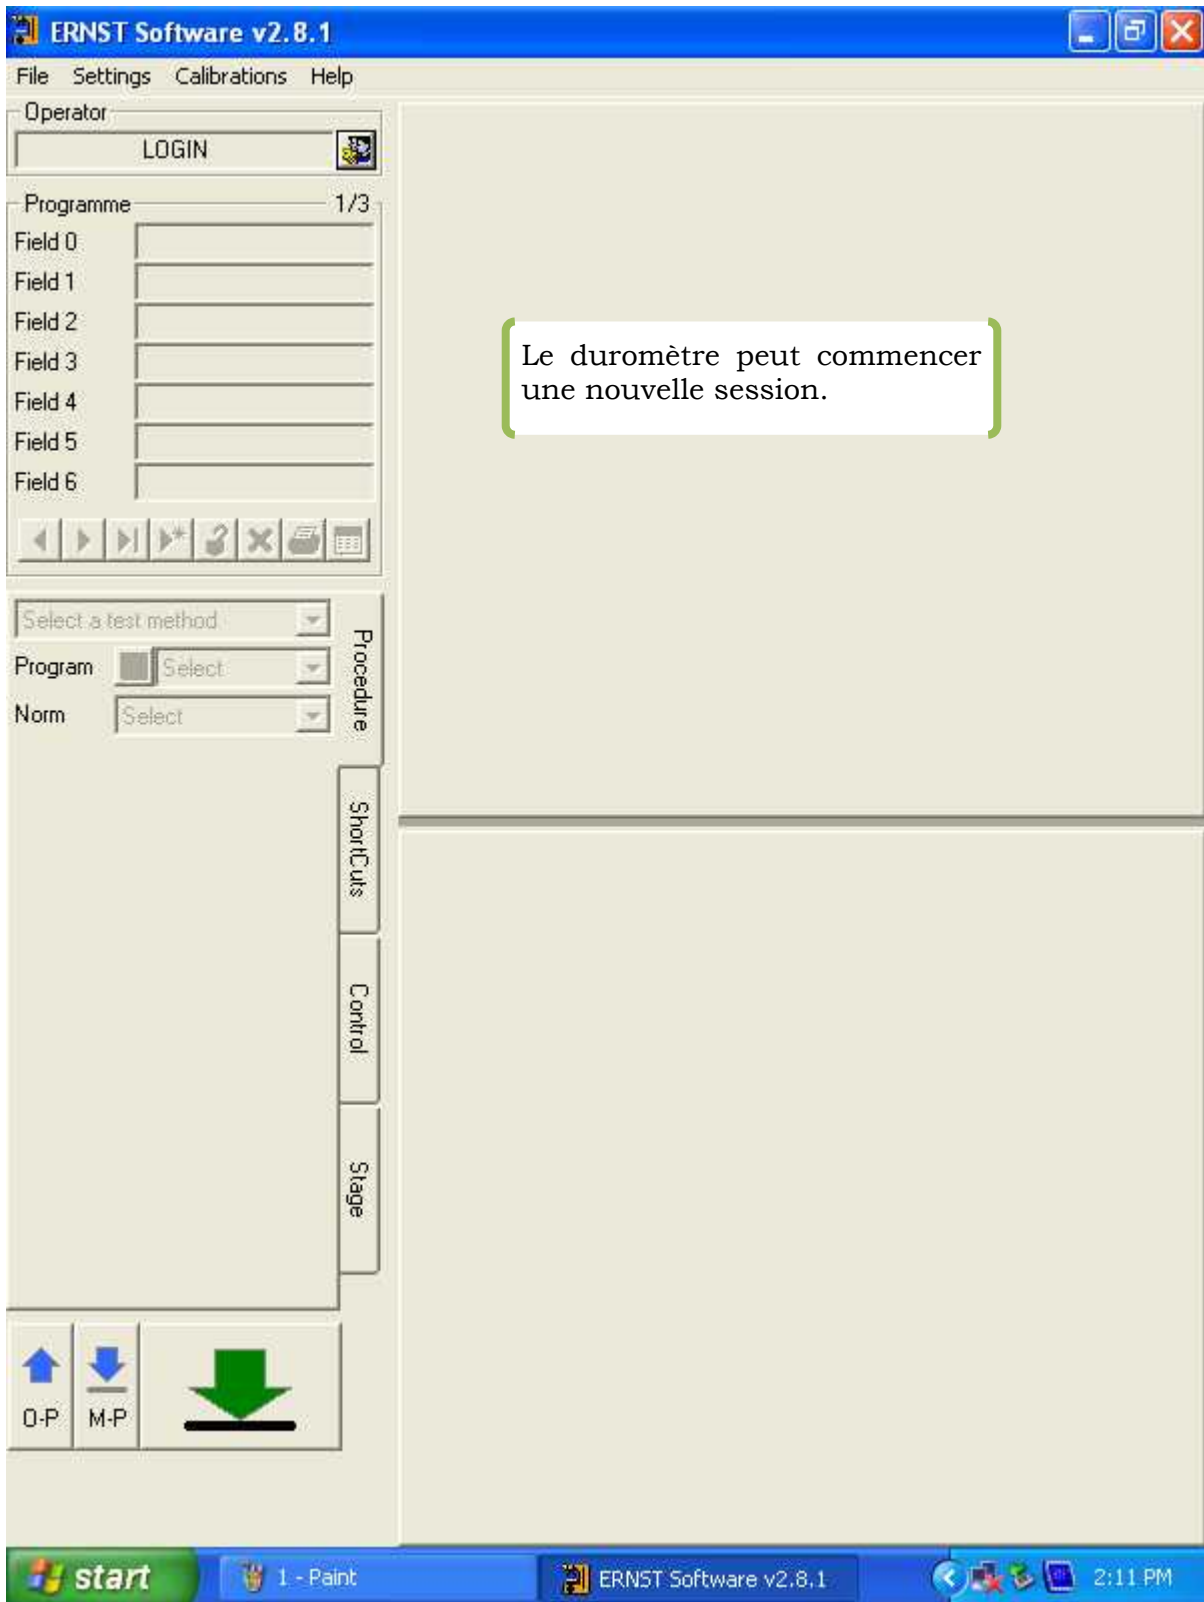 ERNST Software v2.8.1
File Settings Calibrations Help
Operator
LOGIN
Programme 1/3
Field 0
Field 1
Field 2
Field 3
Field 4
Field 5
Field 6
Select a test method
Program Select
Norm Select
Procedure
ShortCuts
Control
Stage
Le duromètre peut commencer
une nouvelle session.
O-P M-P
start 1 - Paint ERNST Software v2.8.1 2:11 PM